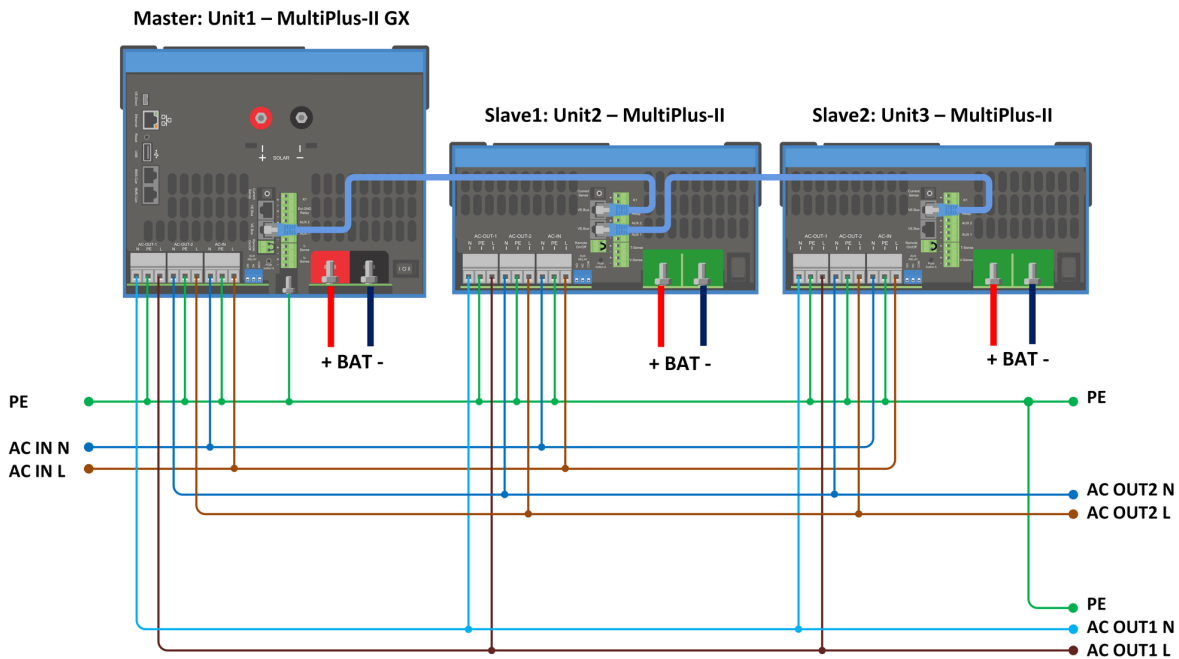 Master: Unit1 – MultiPlus-II GX
Slave1: Unit2 – MultiPlus-II
Slave2: Unit3 – MultiPlus-II
Ethernet
USB
+ SOLAR −
AC-OUT-1 AC-OUT-2 AC-IN
N PE L N PE L N PE L
AC-OUT-1 AC-OUT-2 AC-IN
N PE L N PE L N PE L
AC-OUT-1 AC-OUT-2 AC-IN
N PE L N PE L N PE L
+ BAT -
+ BAT -
+ BAT -
PE
PE
AC IN N
AC IN L
AC OUT2 N
AC OUT2 L
PE
AC OUT1 N
AC OUT1 L